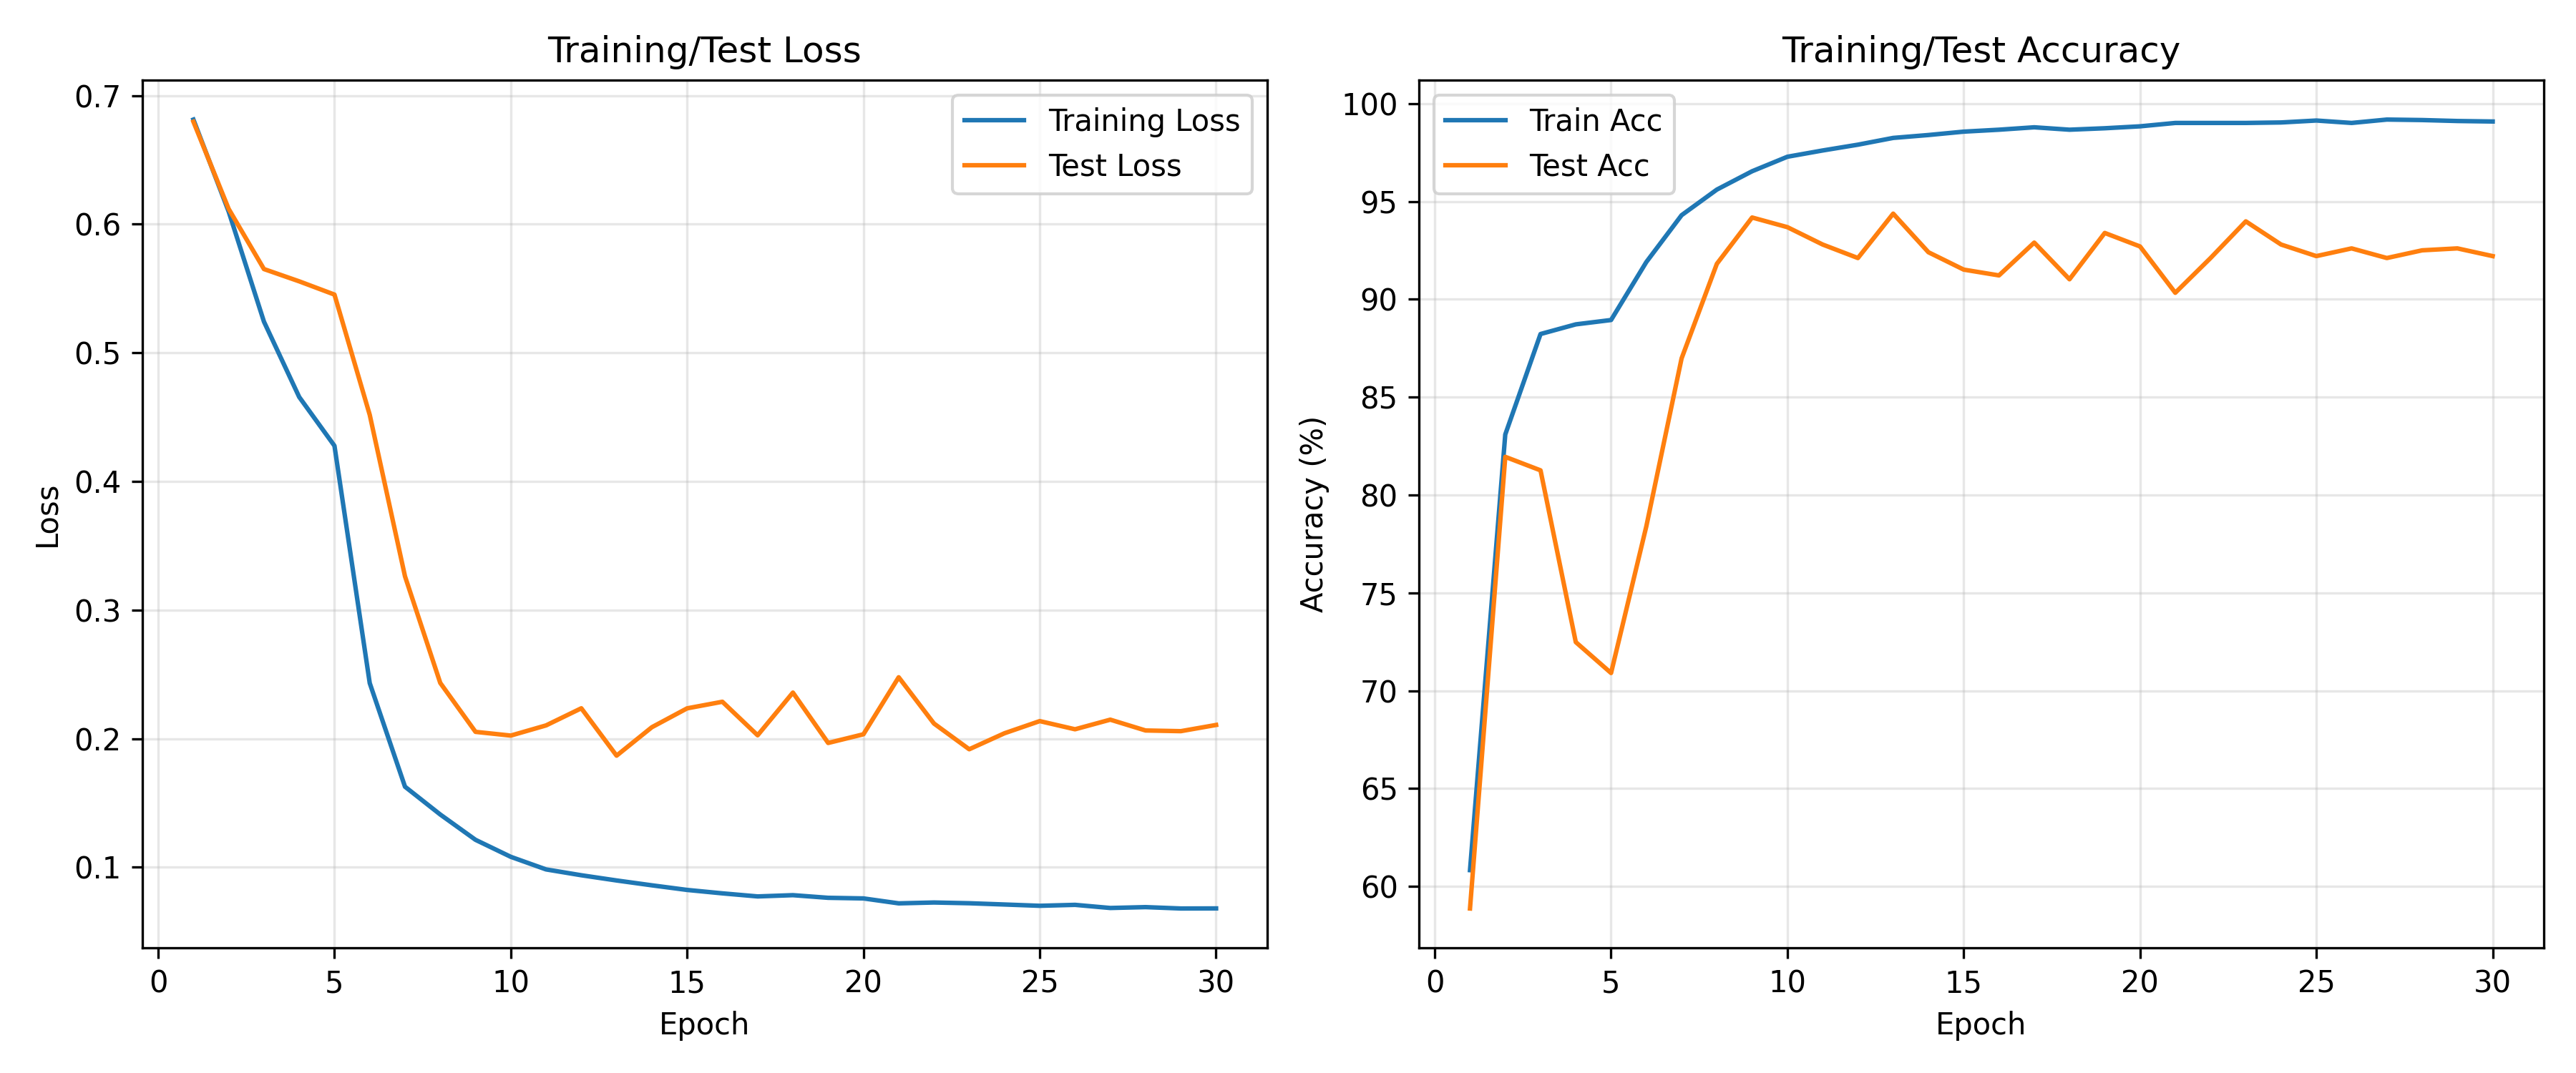 Training/Test Loss
0.7
0.6
0.5
0.4
0.3
0.2
0.1
Loss
Training Loss
Test Loss
0 5 10 15 20 25 30
Epoch
Training/Test Accuracy
100
95
90
85
80
75
70
65
60
Accuracy (%)
Train Acc
Test Acc
0 5 10 15 20 25 30
Epoch